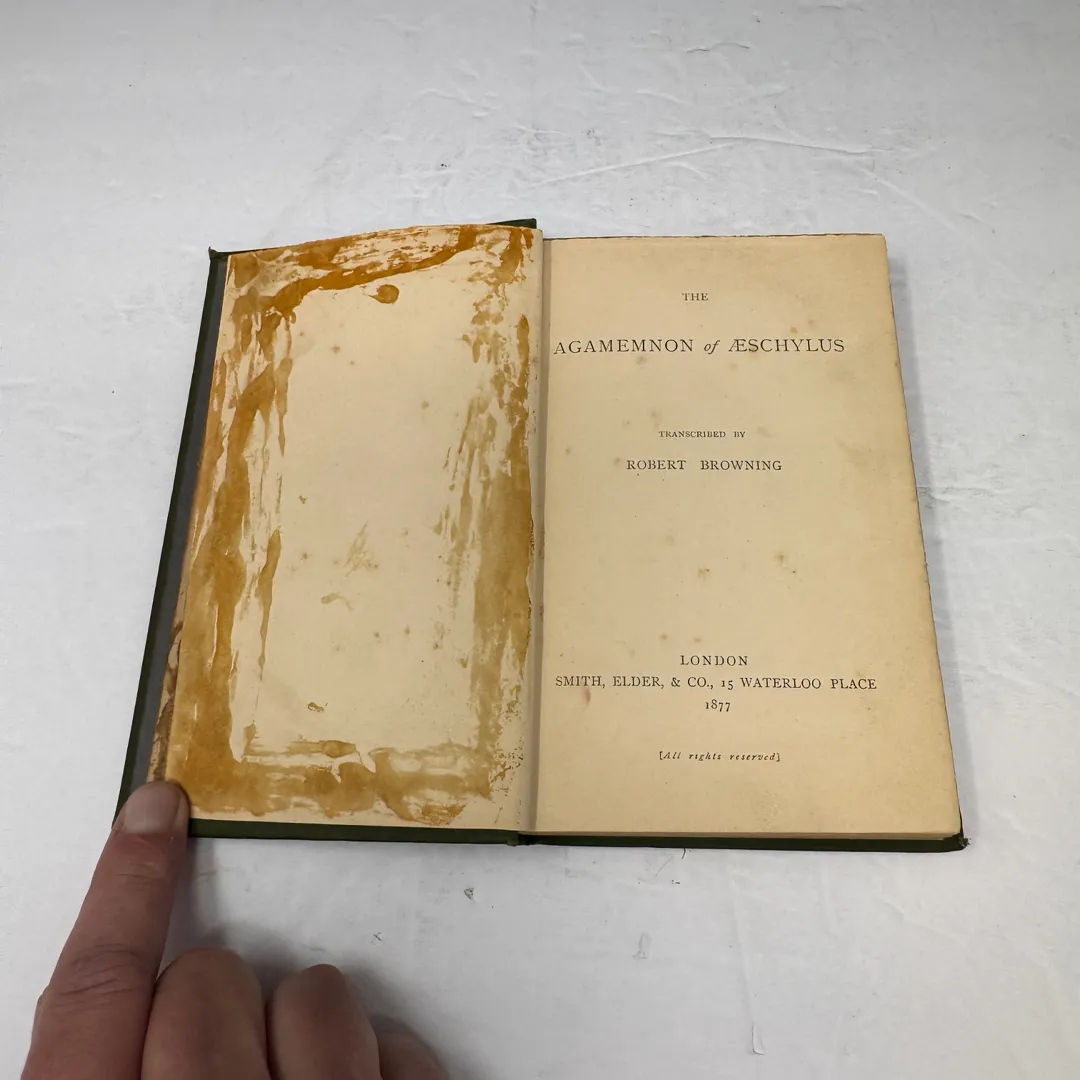 THE
AGAMEMNON of ÆSCHYLUS
TRANSCRIBED BY
ROBERT BROWNING
LONDON
SMITH, ELDER, & CO., 15 WATERLOO PLACE
1877
[All rights reserved]